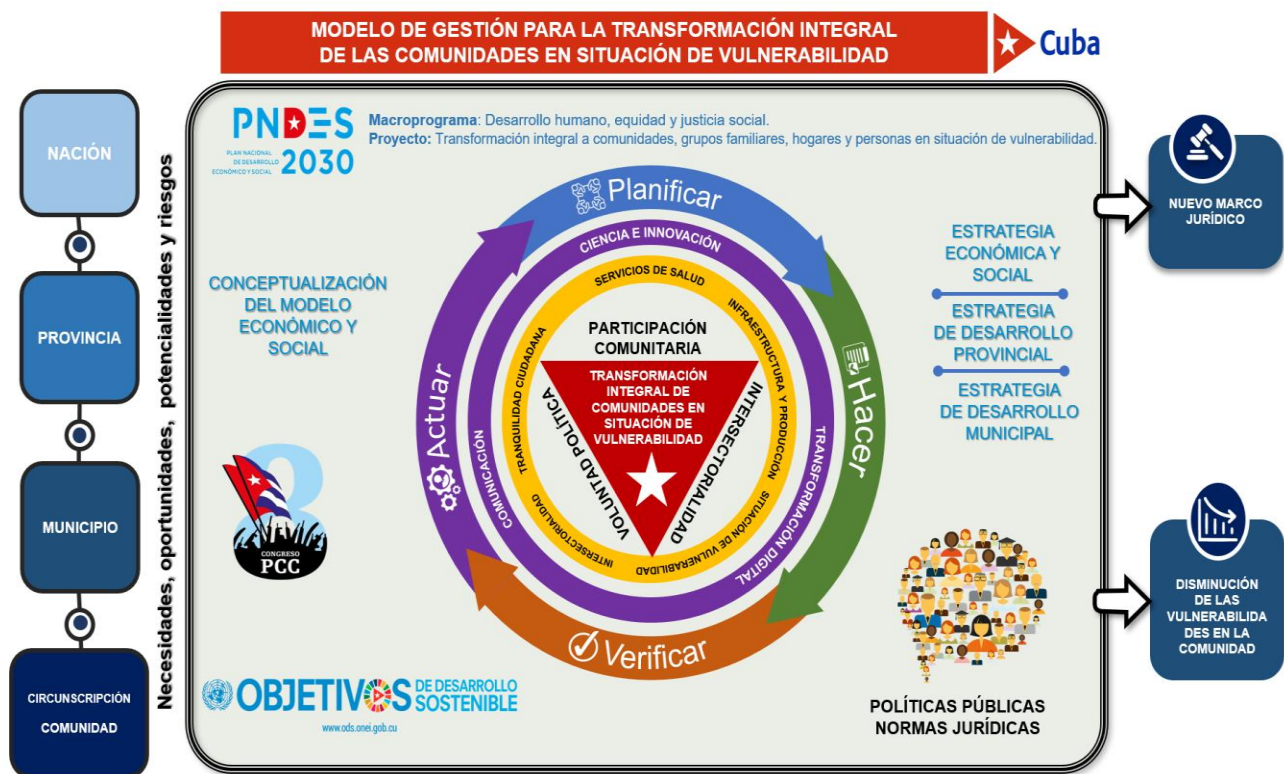 MODELO DE GESTIÓN PARA LA TRANSFORMACIÓN INTEGRAL
DE LAS COMUNIDADES EN SITUACIÓN DE VULNERABILIDAD
Cuba
NACIÓN
PROVINCIA
MUNICIPIO
CIRCUNSCRIPCIÓN
COMUNIDAD
Necesidades, oportunidades, potencialidades y riesgos
PNDES
PLAN NACIONAL
DE DESARROLLO
ECONÓMICO Y SOCIAL
2030
Macroprograma: Desarrollo humano, equidad y justicia social.
Proyecto: Transformación integral a comunidades, grupos familiares, hogares y personas en situación de vulnerabilidad.
CONCEPTUALIZACIÓN
DEL MODELO
ECONÓMICO Y
SOCIAL
8
CONGRESO
PCC
Planificar
Hacer
Verificar
Actuar
CIENCIA E INNOVACIÓN
TRANSFORMACIÓN DIGITAL
COMUNICACIÓN
SERVICIOS DE SALUD
INFRAESTRUCTURA Y PRODUCCIÓN
SITUACIÓN DE VULNERABILIDAD
INTERSECTORIALIDAD
TRANQUILIDAD CIUDADANA
PARTICIPACIÓN
COMUNITARIA
INTERSECTORIALIDAD
VOLUNTAD POLÍTICA
TRANSFORMACIÓN
INTEGRAL DE
COMUNIDADES EN
SITUACIÓN DE
VULNERABILIDAD
ESTRATEGIA
ECONÓMICA Y
SOCIAL
ESTRATEGIA
DE DESARROLLO
PROVINCIAL
ESTRATEGIA
DE DESARROLLO
MUNICIPAL
OBJETIVOS
DE DESARROLLO
SOSTENIBLE
www.ods.onei.gob.cu
POLÍTICAS PÚBLICAS
NORMAS JURÍDICAS
NUEVO MARCO
JURÍDICO
DISMINUCIÓN
DE LAS
VULNERABILIDA
DES EN LA
COMUNIDAD